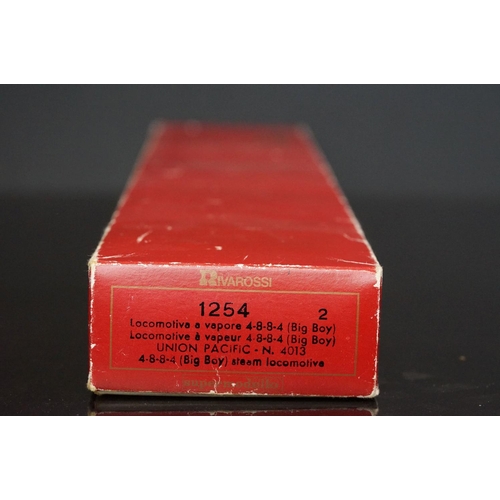 RIVAROSSI
1254 2
Locomotiva a vapore 4-8-8-4 (Big Boy)
Locomotive à vapeur 4-8-8-4 (Big Boy)
UNION PACIFIC - N. 4013
4-8-8-4 (Big Boy) steam locomotive